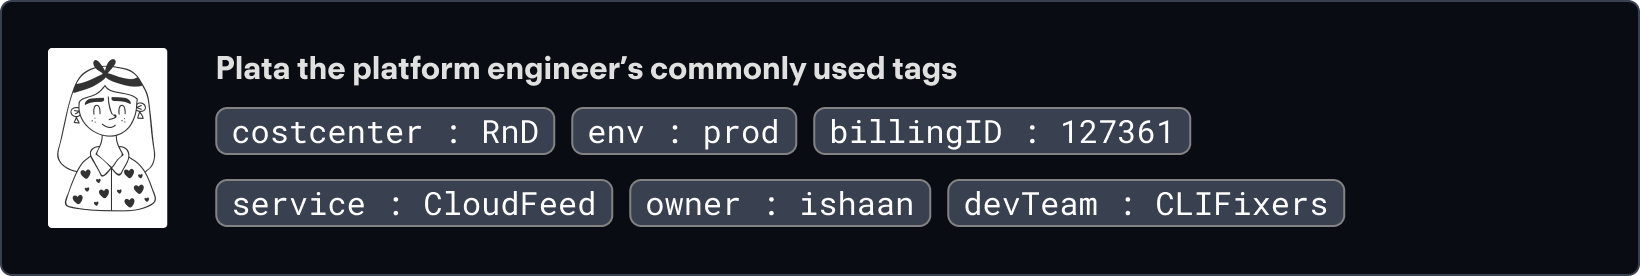 Plata the platform engineer’s commonly used tags
costcenter : RnD env : prod billingID : 127361
service : CloudFeed owner : ishaan devTeam : CLIFixers